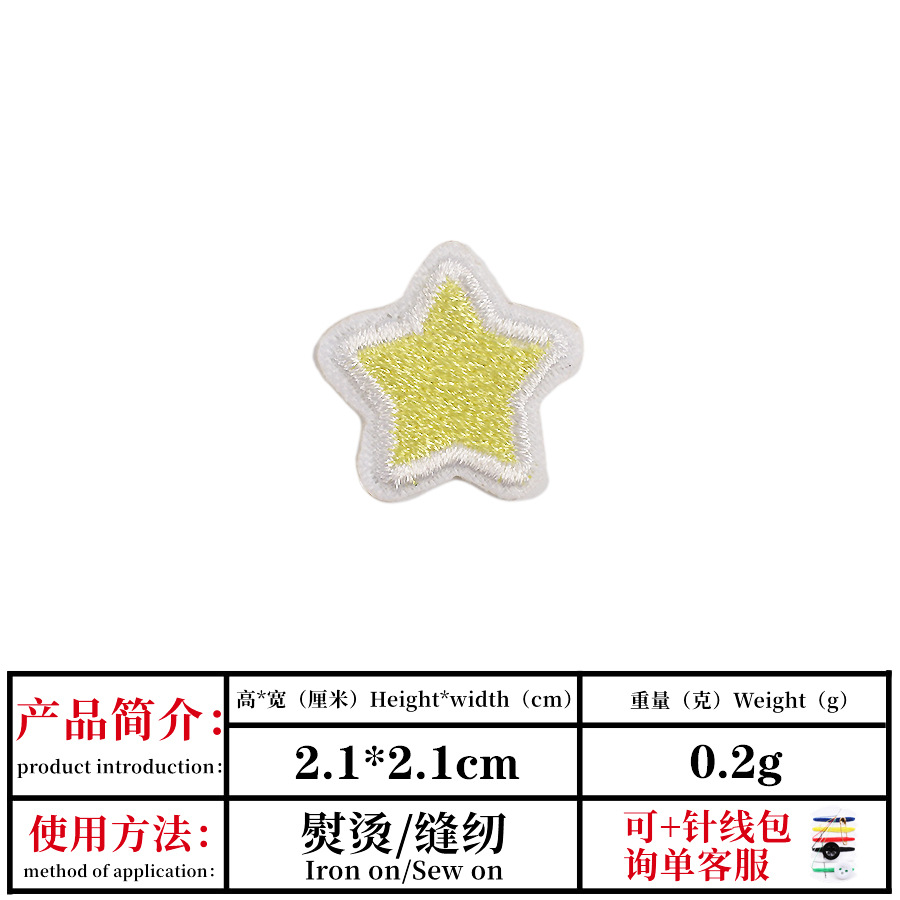 产品简介：
product introduction：
高*宽（厘米）Height*width（cm）
重量（克）Weight（g）
2.1*2.1cm
0.2g
使用方法：
method of application：
熨烫/缝纫
Iron on/Sew on
可+针线包
询单客服